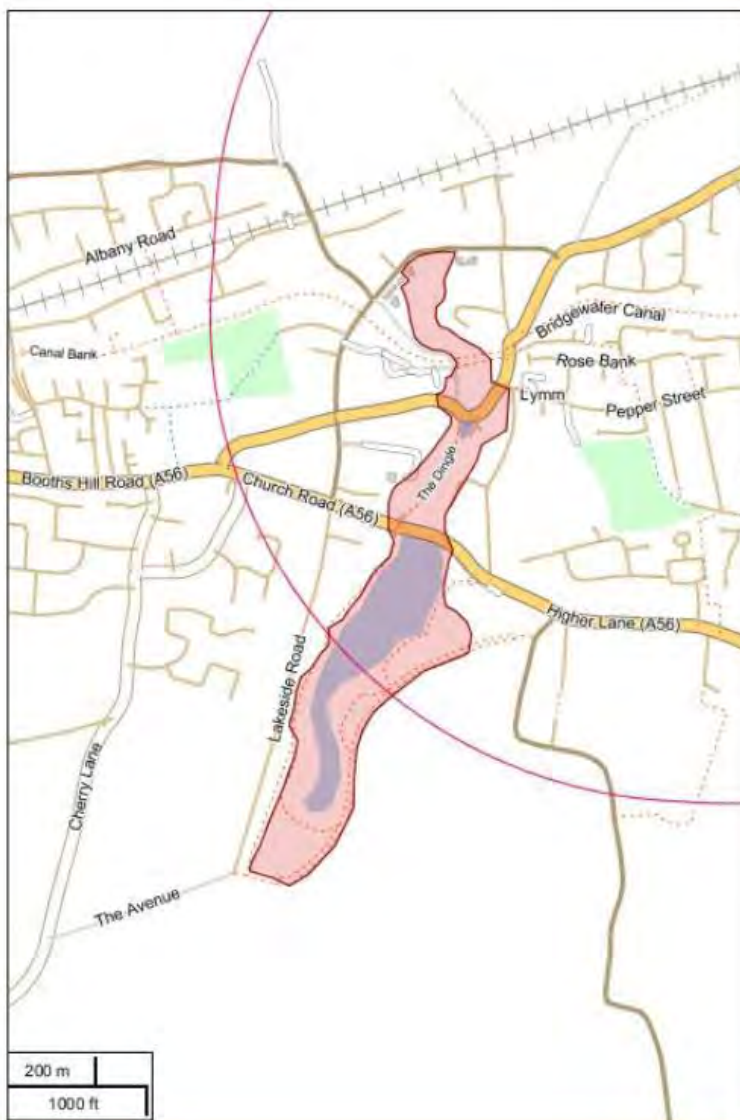 Albany Road
Bridgewater Canal
Canal Bank
Rose Bank
Lymm
Pepper Street
The Dingle
Booths Hill Road (A56)
Church Road (A56)
Higher Lane (A56)
Lakeside Road
Cherry Lane
The Avenue
200 m
1000 ft